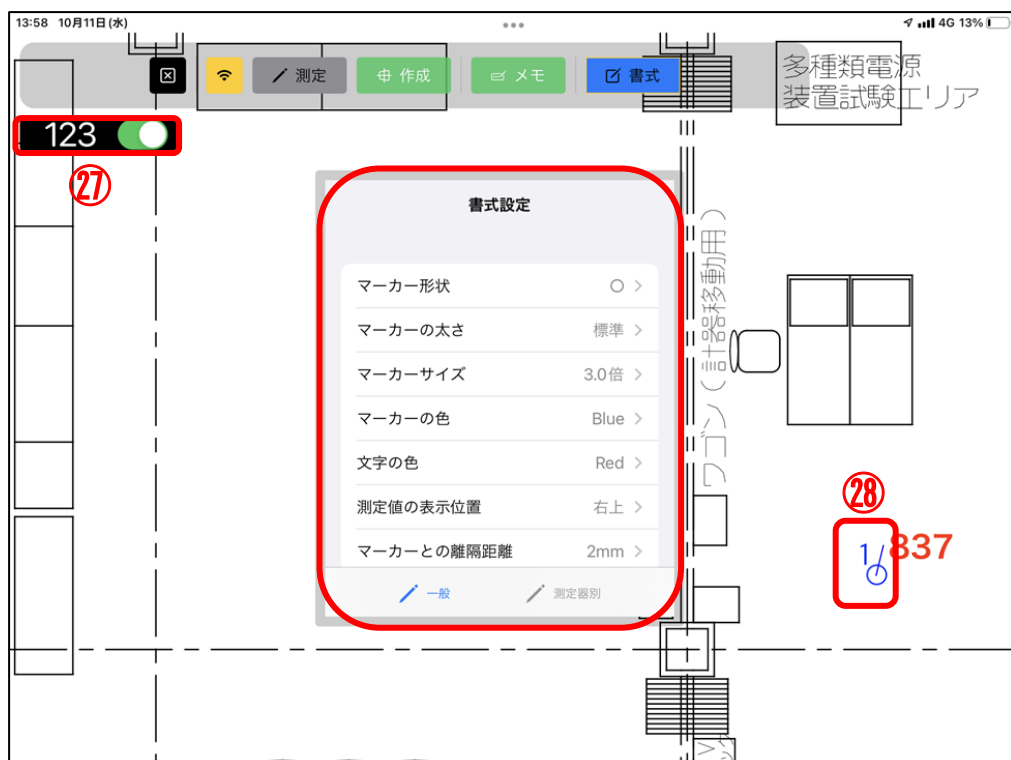 13:58 10月11日(水)
4G 13%
測定
作成
メモ
書式
多種類電源
装置試験エリア
123
㉗
書式設定
マーカー形状 ○
マーカーの太さ 標準
マーカーサイズ 3.0倍
マーカーの色 Blue
文字の色 Red
測定値の表示位置 右上
マーカーとの離隔距離 2mm
一般
測定器別
ワゴン(計器移動用)
㉘
1
837